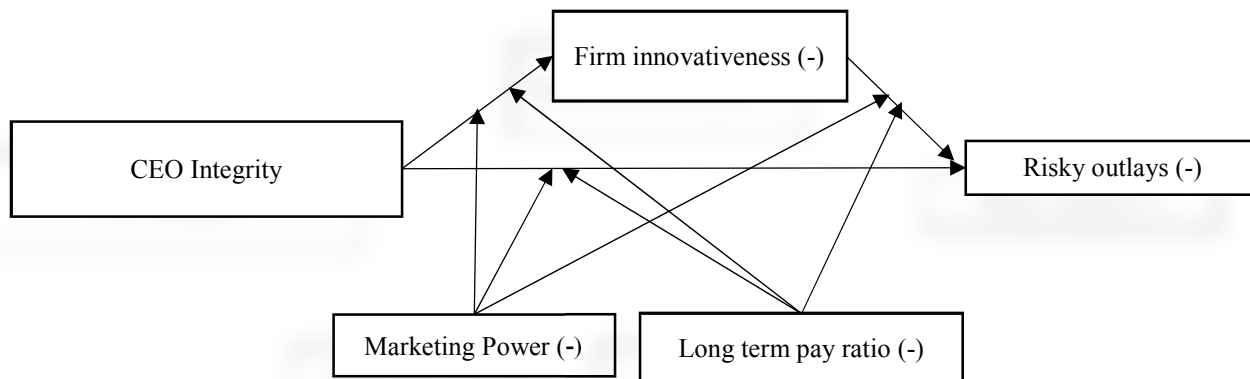 Firm innovativeness (-)
CEO Integrity
Risky outlays (-)
Marketing Power (-)
Long term pay ratio (-)